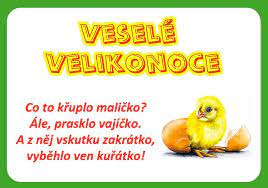 VESELÉ
VELIKONOCE
Co to křuplo maličko?
Ále, prasklo vajíčko.
A z něj vskutku zakrátko,
vyběhlo ven kuřátko!